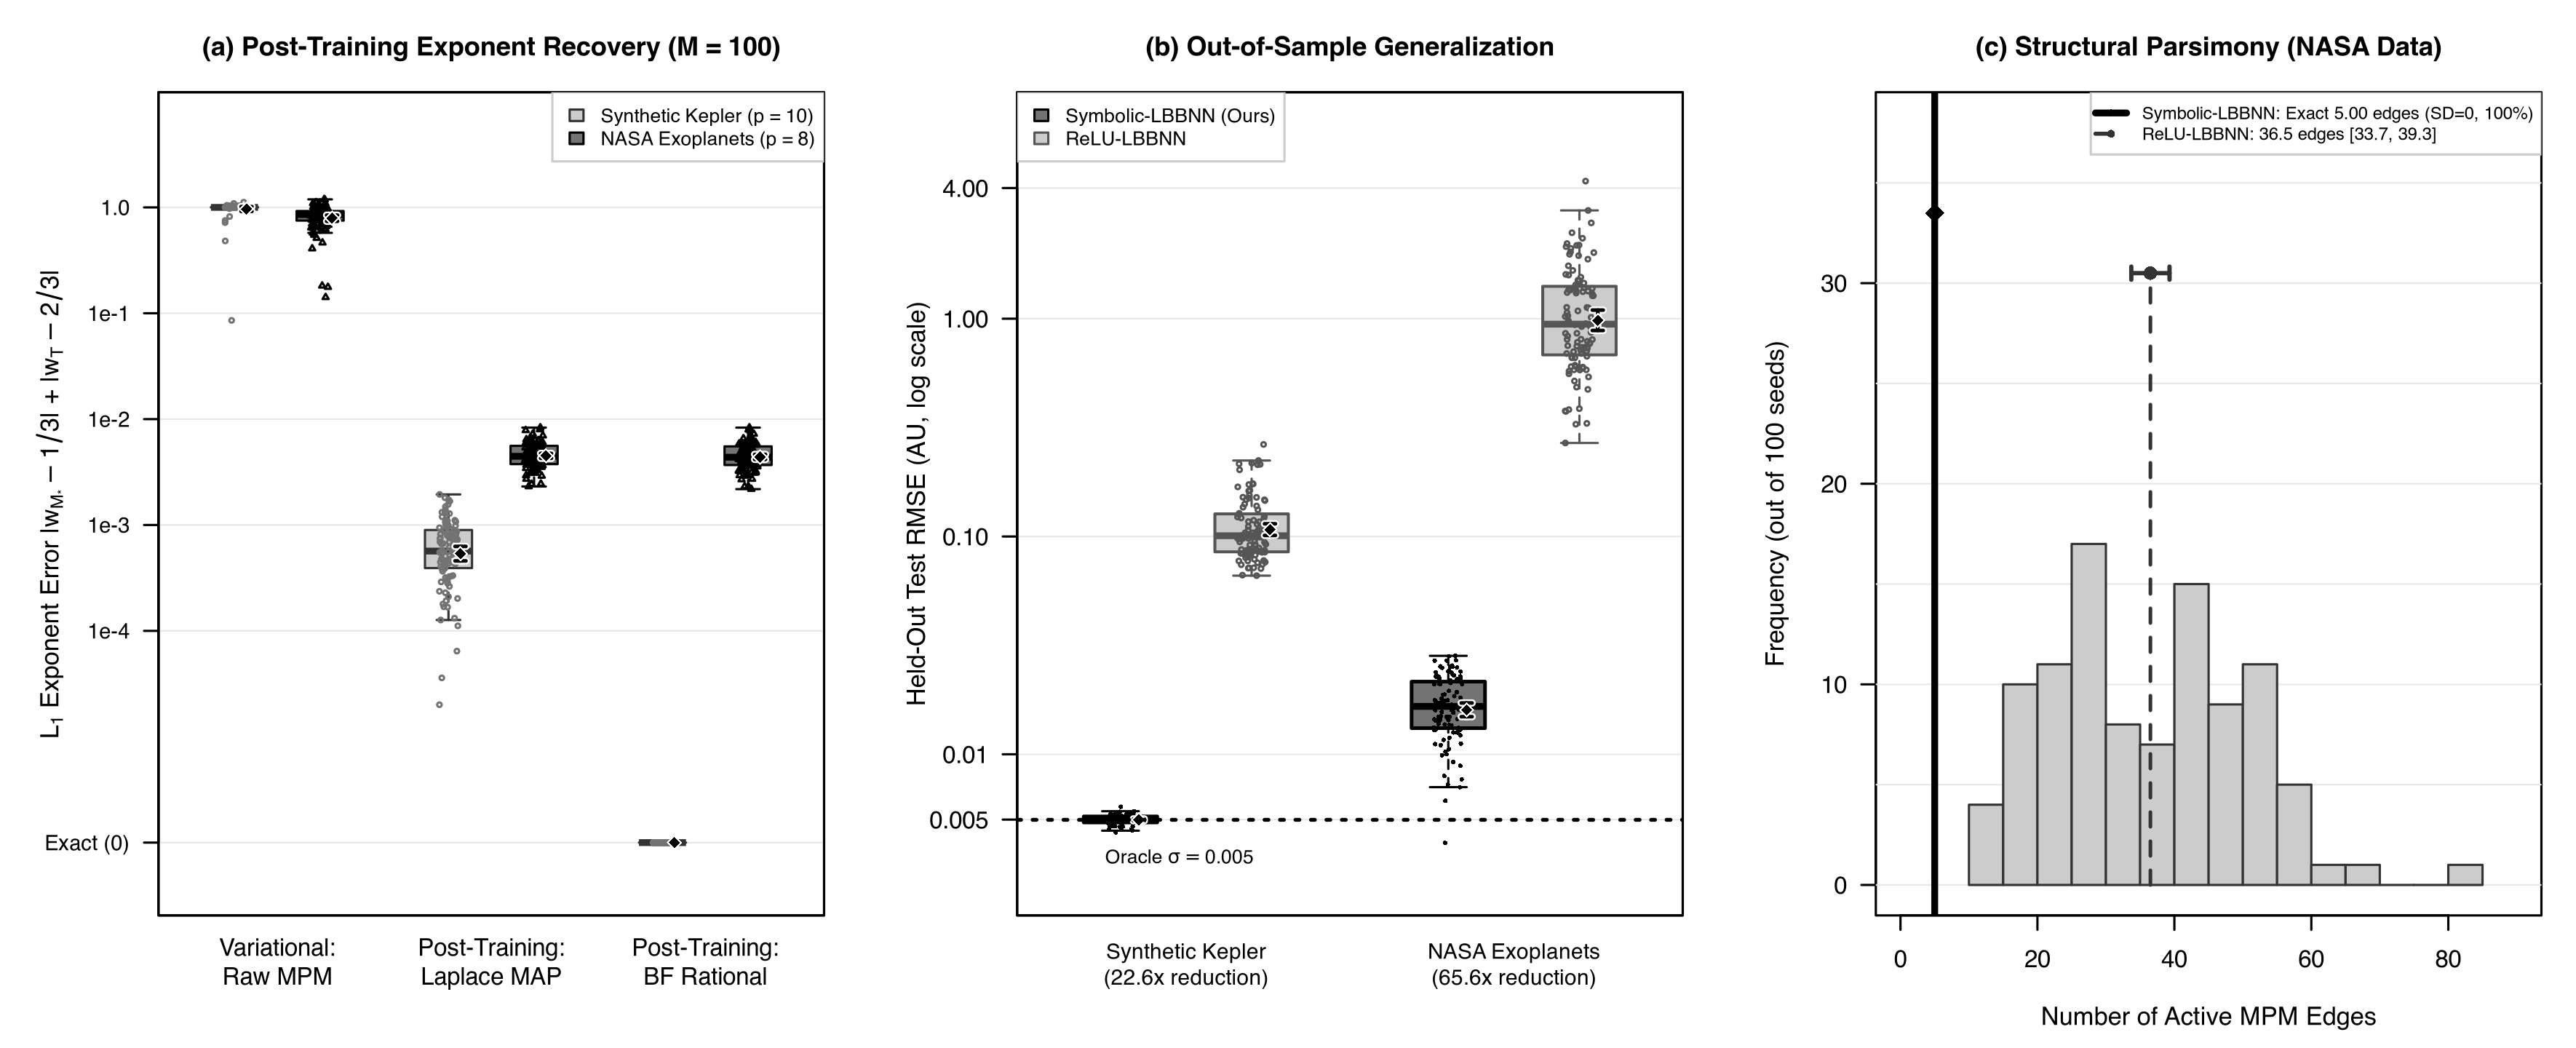 (a) Post-Training Exponent Recovery (M = 100)
Synthetic Kepler (p = 10)
NASA Exoplanets (p = 8)
L₁ Exponent Error |w_M* − 1/3| + |w_T − 2/3|
1.0
1e-1
1e-2
1e-3
1e-4
Exact (0)
Variational:
Raw MPM
Post-Training:
Laplace MAP
Post-Training:
BF Rational
(b) Out-of-Sample Generalization
Symbolic-LBBNN (Ours)
ReLU-LBBNN
Held-Out Test RMSE (AU, log scale)
4.00
1.00
0.10
0.01
0.005
Oracle σ = 0.005
Synthetic Kepler
(22.6x reduction)
NASA Exoplanets
(65.6x reduction)
(c) Structural Parsimony (NASA Data)
Symbolic-LBBNN: Exact 5.00 edges (SD=0, 100%)
ReLU-LBBNN: 36.5 edges [33.7, 39.3]
Frequency (out of 100 seeds)
30
20
10
0
0 20 40 60 80
Number of Active MPM Edges